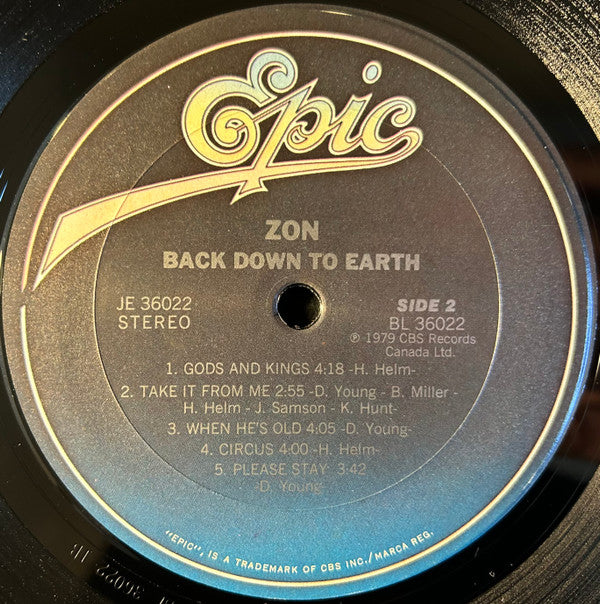 Epic
ZON
BACK DOWN TO EARTH
JE 36022
STEREO
SIDE 2
BL 36022
℗ 1979 CBS Records
Canada Ltd.
1. GODS AND KINGS 4:18 -H. Helm-
2. TAKE IT FROM ME 2:55 -D. Young - B. Miller -
H. Helm - J. Samson - K. Hunt-
3. WHEN HE'S OLD 4:05 -D. Young-
4. CIRCUS 4:00 -H. Helm-
5. PLEASE STAY 3:42
-D. Young-
"EPIC", IS A TRADEMARK OF CBS INC./MARCA REG.
36022